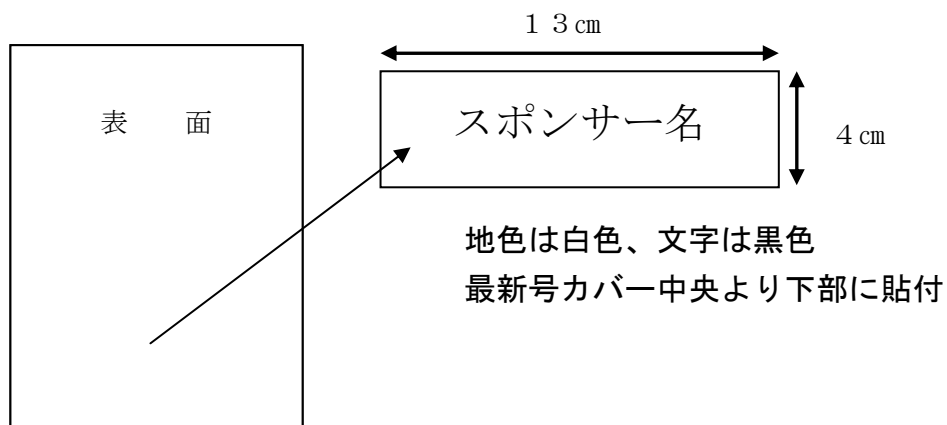 １３㎝
表　面
スポンサー名
４㎝
地色は白色、文字は黒色
最新号カバー中央より下部に貼付